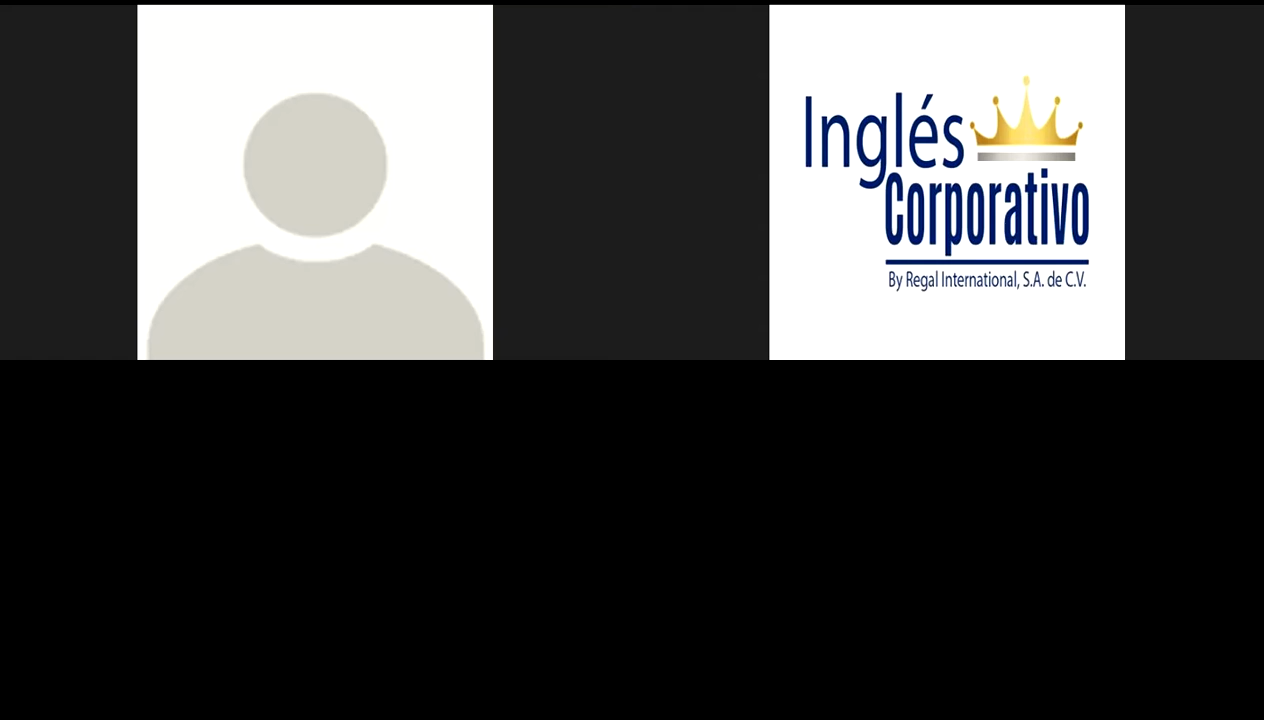 Inglés
Corporativo
By Regal International, S.A. de C.V.